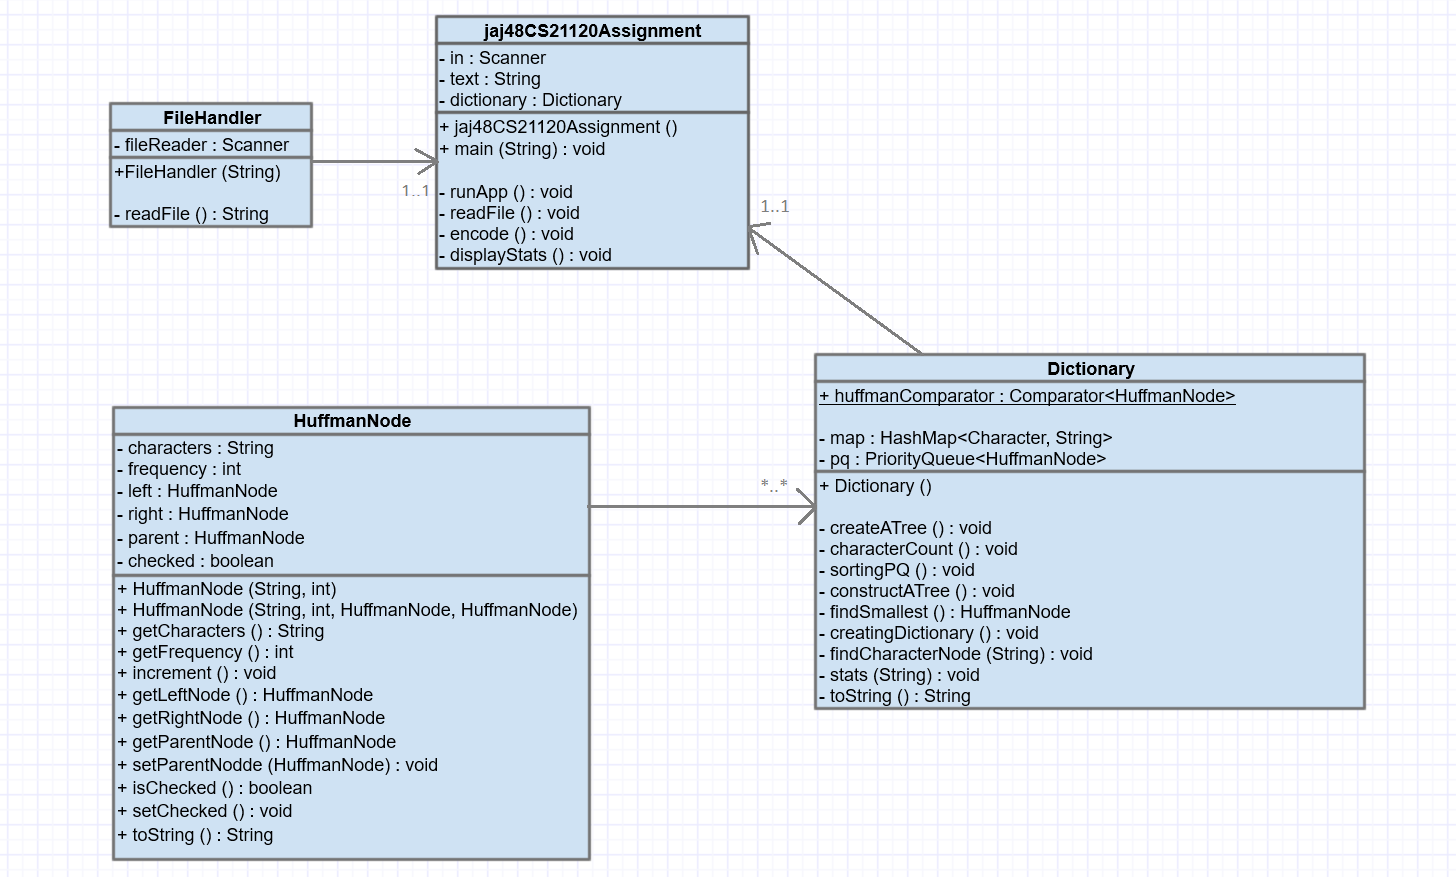 jaj48CS21120Assignment
- in : Scanner
- text : String
- dictionary : Dictionary
+ jaj48CS21120Assignment ()
+ main (String) : void
- runApp () : void
- readFile () : void
- encode () : void
- displayStats () : void
FileHandler
- fileReader : Scanner
+FileHandler (String)
- readFile () : String
1..1
1..1
Dictionary
+ huffmanComparator : Comparator<HuffmanNode>
- map : HashMap<Character, String>
- pq : PriorityQueue<HuffmanNode>
+ Dictionary ()
- createATree () : void
- characterCount () : void
- sortingPQ () : void
- constructATree () : void
- findSmallest () : HuffmanNode
- creatingDictionary () : void
- findCharacterNode (String) : void
- stats (String) : void
- toString () : String
*..*
HuffmanNode
- characters : String
- frequency : int
- left : HuffmanNode
- right : HuffmanNode
- parent : HuffmanNode
- checked : boolean
+ HuffmanNode (String, int)
+ HuffmanNode (String, int, HuffmanNode, HuffmanNode)
+ getCharacters () : String
+ getFrequency () : int
+ increment () : void
+ getLeftNode () : HuffmanNode
+ getRightNode () : HuffmanNode
+ getParentNode () : HuffmanNode
+ setParentNodde (HuffmanNode) : void
+ isChecked () : boolean
+ setChecked () : void
+ toString () : String